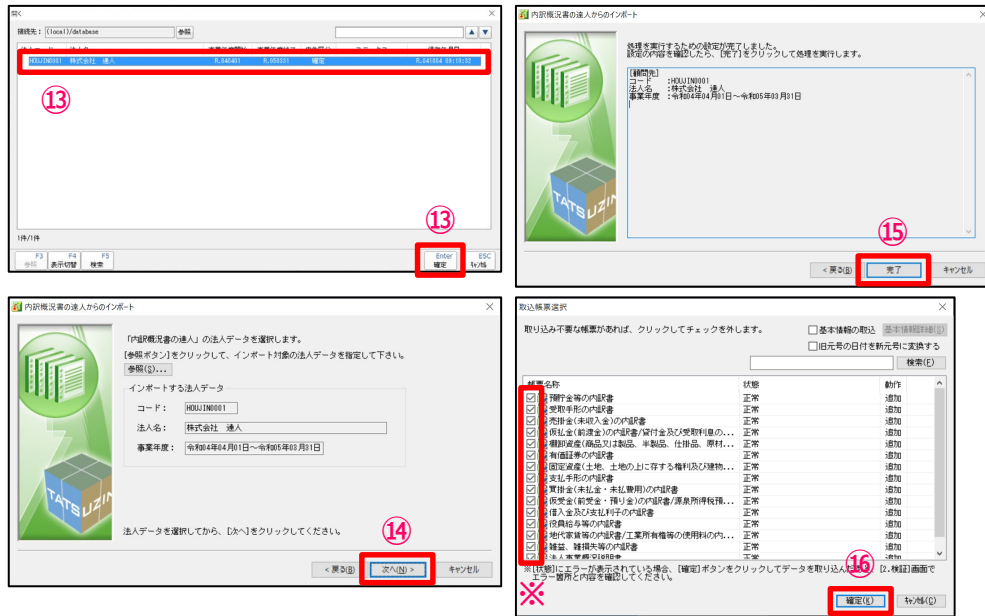 開く
接続先： (local)/database 参照 ▲ ▼
HOUJIN0001 株式会社 達人 R.040401 R.050331 確定 R.041004 09:18:32
⑬
⑬
1件/1件
F3 参照 F4 表示切替 F5 検索 Enter 確定 ESC ｷｬﾝｾﾙ
内訳概況書の達人からのインポート
処理を実行するための設定が完了しました。
設定の内容を確認したら、[完了]をクリックして処理を実行します。
[顧問先]
コード :HOUJIN0001
法人名 :株式会社 達人
事業年度 :令和04年04月01日～令和05年03月31日
TATSUZIN
⑮
< 戻る(B) 完了 キャンセル
内訳概況書の達人からのインポート
「内訳概況書の達人」の法人データを選択します。
[参照ボタン]をクリックして、インポート対象の法人データを指定して下さい。
参照(S)...
インポートする法人データ
コード： HOUJIN0001
法人名： 株式会社 達人
事業年度： 令和04年04月01日～令和05年03月31日
TATSUZIN
法人データを選択してから、[次へ]をクリックしてください。
⑭
< 戻る(B) 次へ(N) > キャンセル
取込帳票選択
取り込み不要な帳票があれば、クリックしてチェックを外します。
基本情報の取込 基本情報詳細(J)
旧元号の日付を新元号に変換する
検索(F)
帳票名称 状態 動作
預貯金等の内訳書 正常 追加
受取手形の内訳書 正常 追加
売掛金(未収入金)の内訳書 正常 追加
仮払金(前渡金)の内訳書/貸付金及び受取利息の... 正常 追加
棚卸資産(商品又は製品、半製品、仕掛品、原材... 正常 追加
有価証券の内訳書 正常 追加
固定資産(土地、土地の上に存する権利及び建物... 正常 追加
支払手形の内訳書 正常 追加
買掛金(未払金・未払費用)の内訳書 正常 追加
仮受金(前受金・預り金)の内訳書/源泉所得税預... 正常 追加
借入金及び支払利子の内訳書 正常 追加
役員給与等の内訳書 正常 追加
地代家賃等の内訳書/工業所有権等の使用料の内... 正常 追加
雑益、雑損失等の内訳書 正常 追加
法人事業概況説明書 正常 追加
※[状態]にエラーが表示されている場合、[確定]ボタンをクリックしてデータを取り込んだ [2.検証]画面で
エラー箇所と内容を確認してください。
⑯
※
確定(K) ｷｬﾝｾﾙ(C)